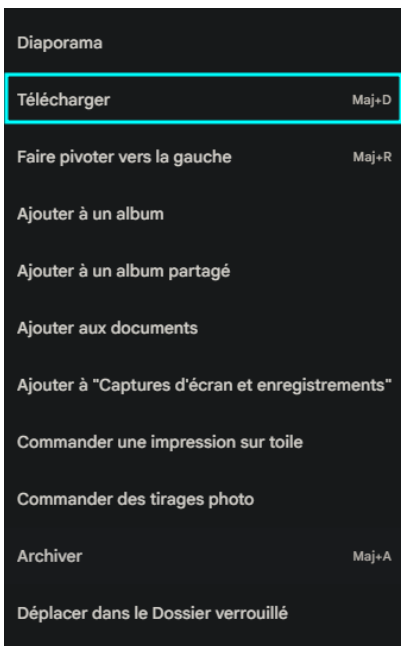 Diaporama
Télécharger Maj+D
Faire pivoter vers la gauche Maj+R
Ajouter à un album
Ajouter à un album partagé
Ajouter aux documents
Ajouter à "Captures d'écran et enregistrements"
Commander une impression sur toile
Commander des tirages photo
Archiver Maj+A
Déplacer dans le Dossier verrouillé